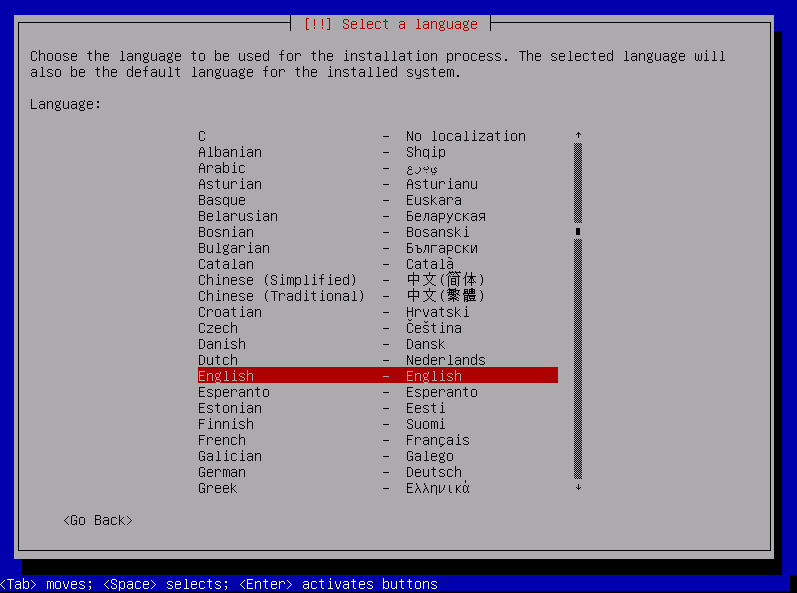 [!!] Select a language
Choose the language to be used for the installation process. The selected language will
also be the default language for the installed system.
Language:
C - No localization
Albanian - Shqip
Arabic - عربي
Asturian - Asturianu
Basque - Euskara
Belarusian - Беларуская
Bosnian - Bosanski
Bulgarian - Български
Catalan - Català
Chinese (Simplified) - 中文(简体)
Chinese (Traditional) - 中文(繁體)
Croatian - Hrvatski
Czech - Čeština
Danish - Dansk
Dutch - Nederlands
English - English
Esperanto - Esperanto
Estonian - Eesti
Finnish - Suomi
French - Français
Galician - Galego
German - Deutsch
Greek - Ελληνικά
<Go Back>
<Tab> moves; <Space> selects; <Enter> activates buttons